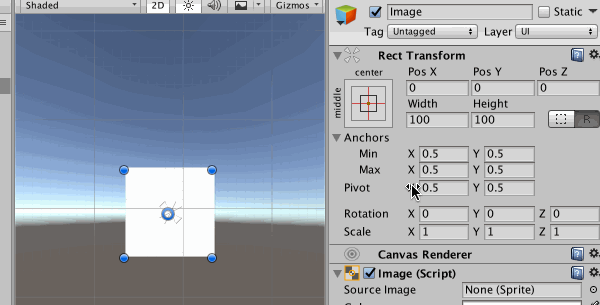 Shaded 2D Gizmos
Image Static
Tag Untagged Layer UI
Rect Transform
center Pos X Pos Y Pos Z
0 0 0
middle Width Height
100 100 R
Anchors
Min X 0.5 Y 0.5
Max X 0.5 Y 0.5
Pivot 0.5 Y 0.5
Rotation X 0 Y 0 Z 0
Scale X 1 Y 1 Z 1
Canvas Renderer
Image (Script)
Source Image None (Sprite)